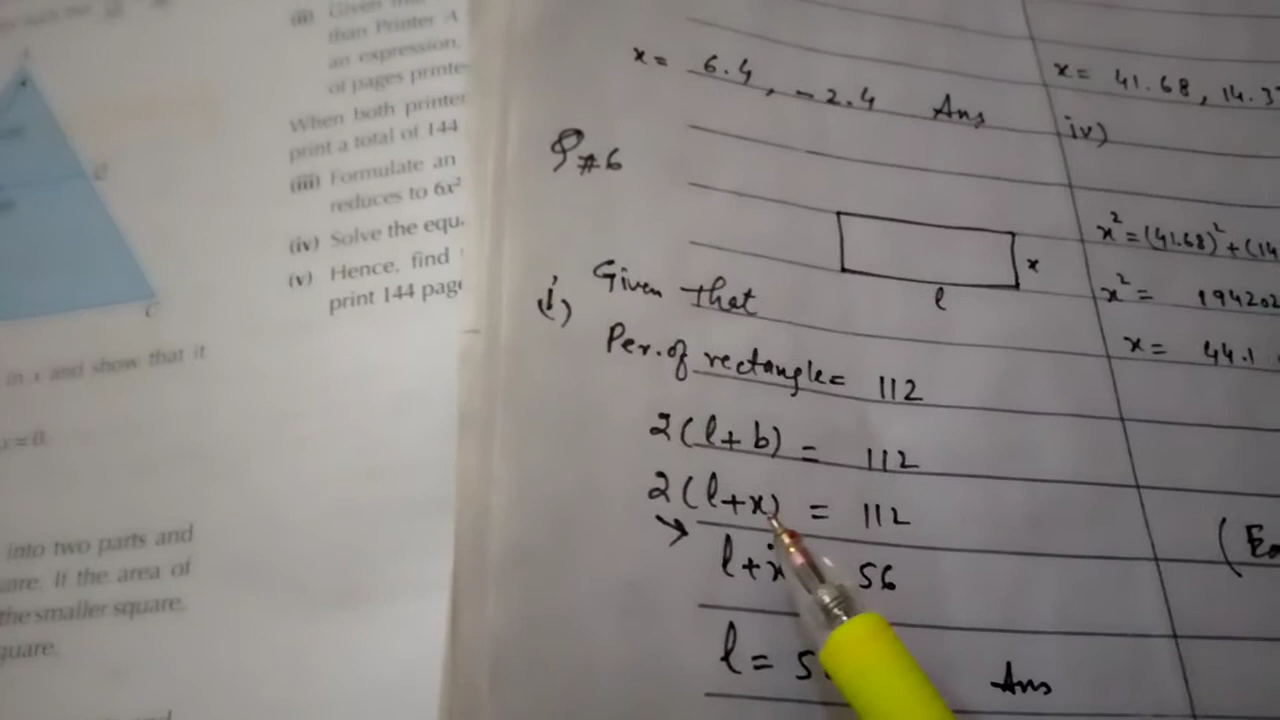 than Printer A
an expression,
of pages printe
When both printer
print a total of 144
(iii) Formulate an
reduces to 6x²
(iv) Solve the equ.
(v) Hence, find
print 144 page
C
in x and show that it
x = 0.
into two parts and
are. If the area of
the smaller square.
quare.
x = 6.4, -2.4 Ans
Q#6
x
l
(i) Given that
Per. of rectangle = 112
2(l+b) = 112
2(l+x) = 112
l+x 56
l = 5
Ans
x = 41.68, 14.3
iv)
x² = (41.68)² + (14
x² = 194202
x = 44.1